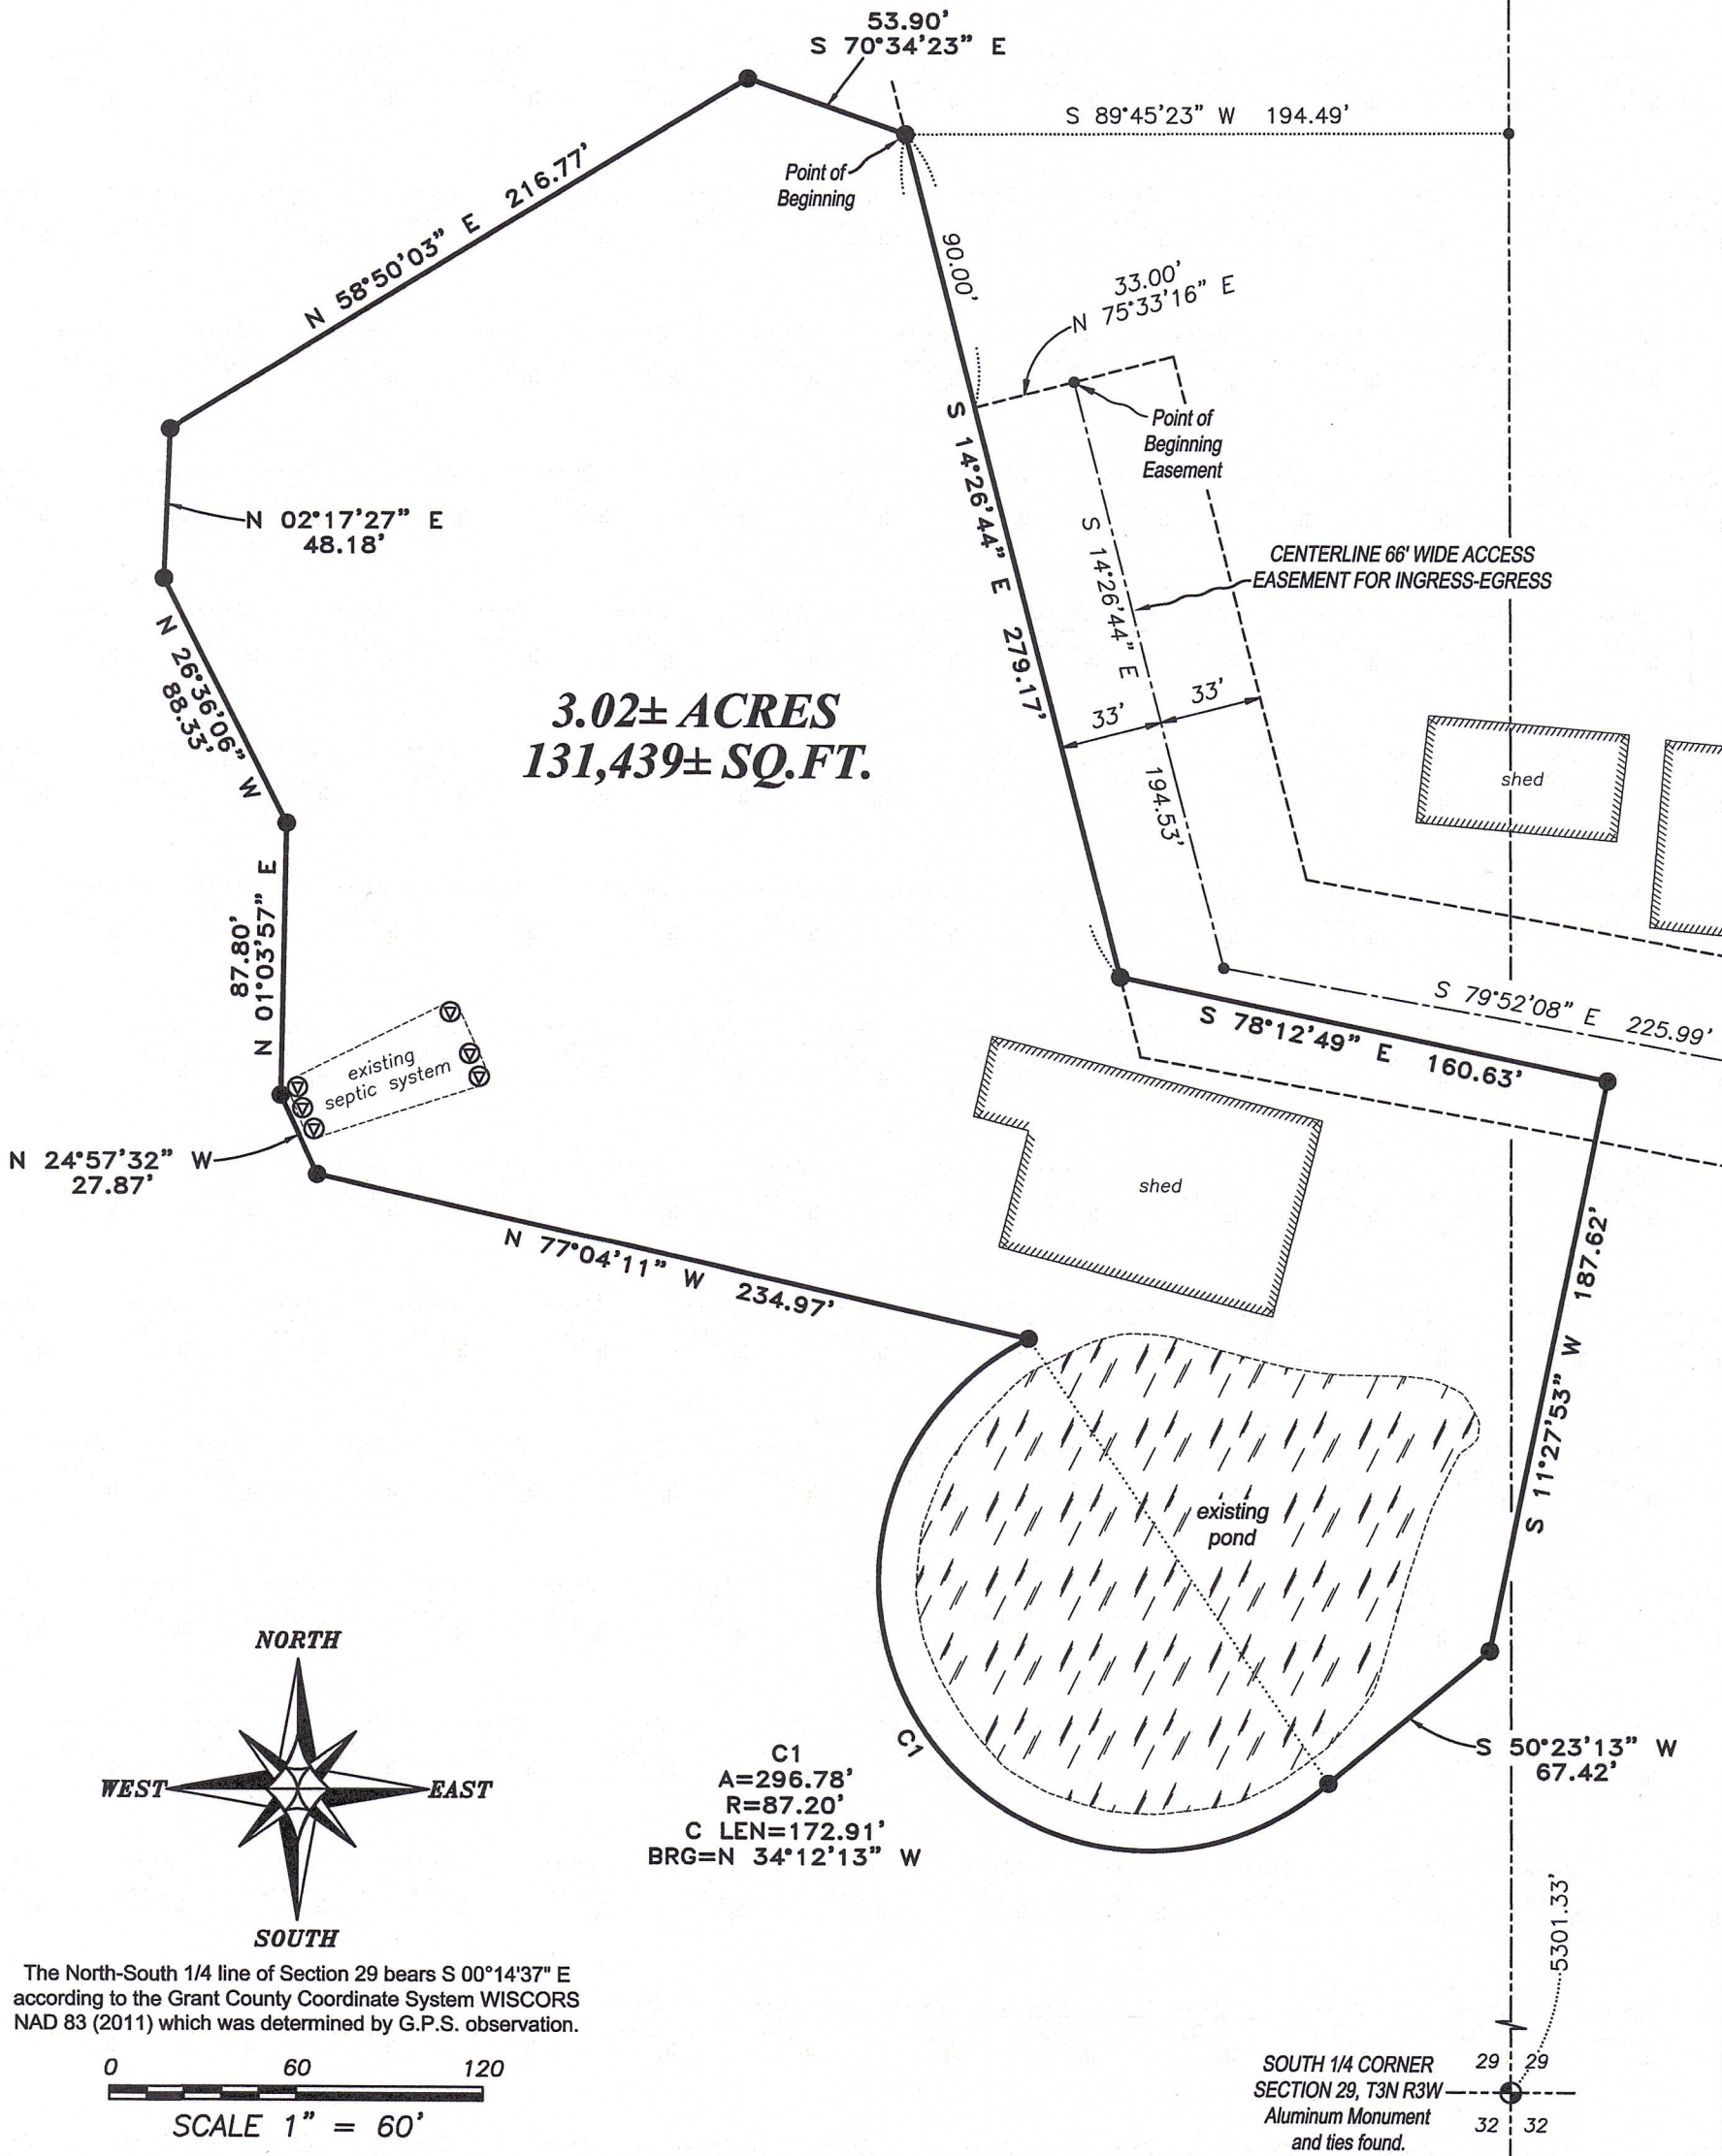 53.90'
S 70°34'23" E
S 89°45'23" W 194.49'
Point of
Beginning
N 58°50'03" E 216.77'
90.00'
33.00'
N 75°33'16" E
Point of
Beginning
Easement
S 14°26'44" E 279.17'
S 14°26'44" E
194.53'
CENTERLINE 66' WIDE ACCESS
EASEMENT FOR INGRESS-EGRESS
33'
33'
N 02°17'27" E
48.18'
N 26°36'06" W
88.33'
3.02± ACRES
131,439± SQ.FT.
shed
87.80'
N 01°03'57" E
existing
septic system
S 79°52'08" E 225.99'
S 78°12'49" E 160.63'
N 24°57'32" W
27.87'
shed
N 77°04'11" W 234.97'
S 11°27'53" W 187.62'
existing
pond
C1
C1
A=296.78'
R=87.20'
C LEN=172.91'
BRG=N 34°12'13" W
S 50°23'13" W
67.42'
NORTH
WEST
EAST
SOUTH
The North-South 1/4 line of Section 29 bears S 00°14'37" E
according to the Grant County Coordinate System WISCORS
NAD 83 (2011) which was determined by G.P.S. observation.
0 60 120
SCALE 1" = 60'
5301.33'
SOUTH 1/4 CORNER
SECTION 29, T3N R3W
Aluminum Monument
and ties found.
29 29
32 32